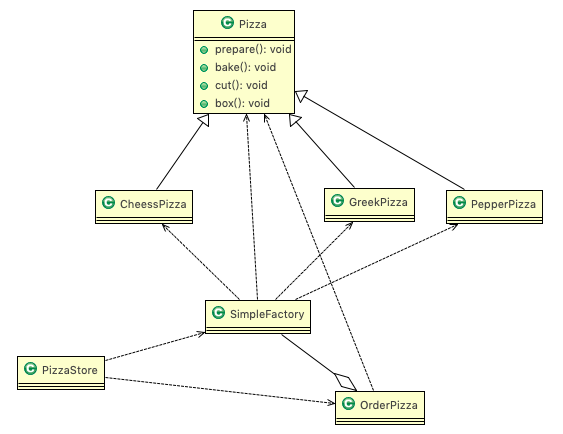 C Pizza
prepare(): void
bake(): void
cut(): void
box(): void
C CheessPizza
C GreekPizza
C PepperPizza
C SimpleFactory
C PizzaStore
C OrderPizza